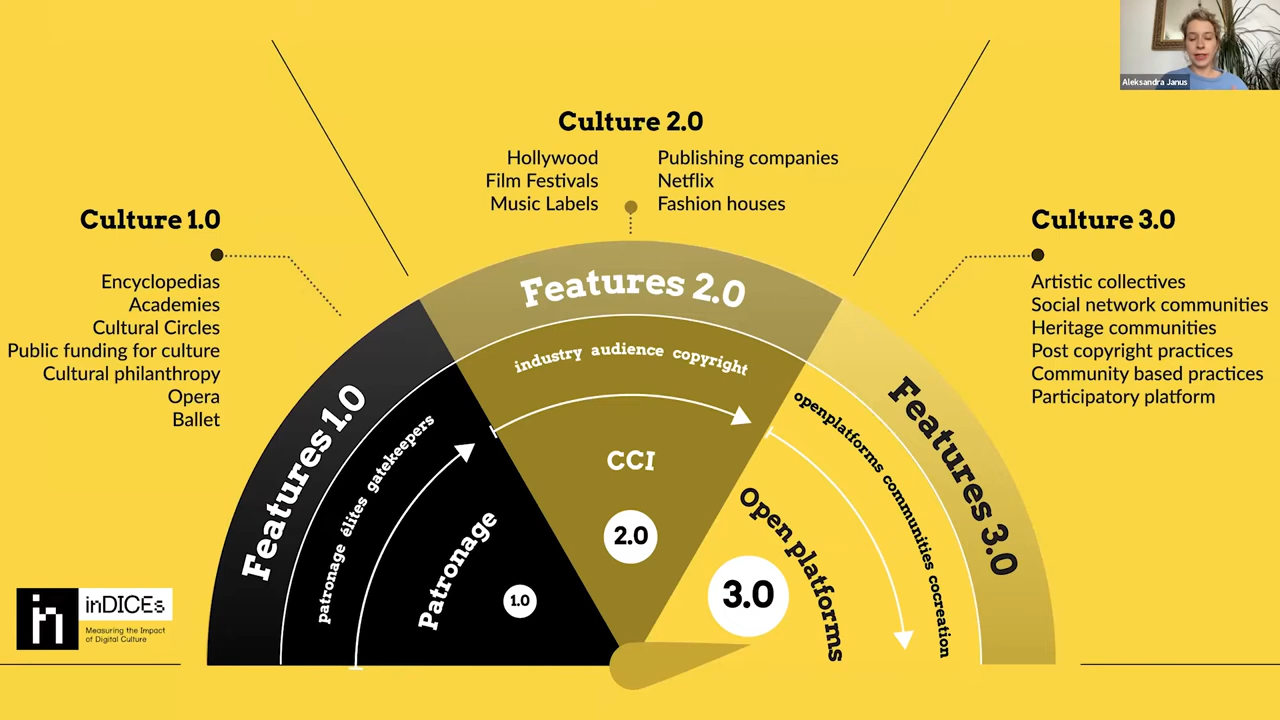 Aleksandra Janus
Culture 2.0
Hollywood
Film Festivals
Music Labels
Publishing companies
Netflix
Fashion houses
Culture 1.0
Encyclopedias
Academies
Cultural Circles
Public funding for culture
Cultural philanthropy
Opera
Ballet
Culture 3.0
Artistic collectives
Social network communities
Heritage communities
Post copyright practices
Community based practices
Participatory platform
Features 1.0
patronage élites gatekeepers
Patronage
1.0
Features 2.0
industry audience copyright
CCI
2.0
Features 3.0
openplatforms communities cocreation
Open platforms
3.0
in
inDICEs
Measuring the Impact
of Digital Culture